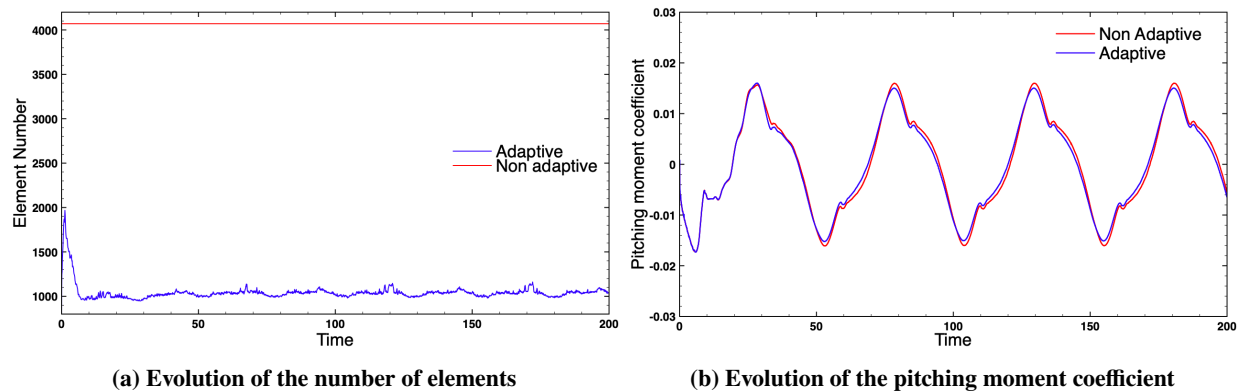 4000
3500
3000
2500
2000
1500
1000
Element Number
Adaptive
Non adaptive
0
50
100
150
200
Time
(a) Evolution of the number of elements
0.03
0.02
0.01
0
-0.01
-0.02
-0.03
Pitching moment coefficient
Non Adaptive
Adaptive
0
50
100
150
200
Time
(b) Evolution of the pitching moment coefficient